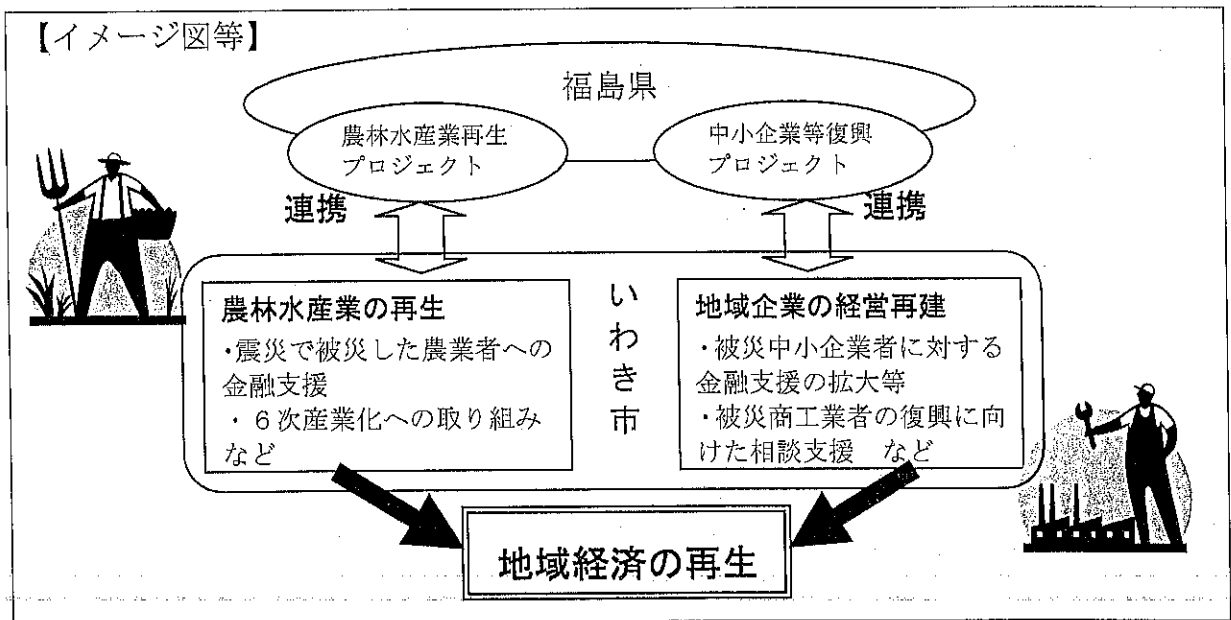 【イメージ図等】
福島県
農林水産業再生
プロジェクト
中小企業等復興
プロジェクト
連携
連携
農林水産業の再生
・震災で被災した農業者への
金融支援
・６次産業化への取り組み
など
いわき市
地域企業の経営再建
・被災中小企業者に対する
金融支援の拡大等
・被災商工業者の復興に向
けた相談支援　など
地域経済の再生